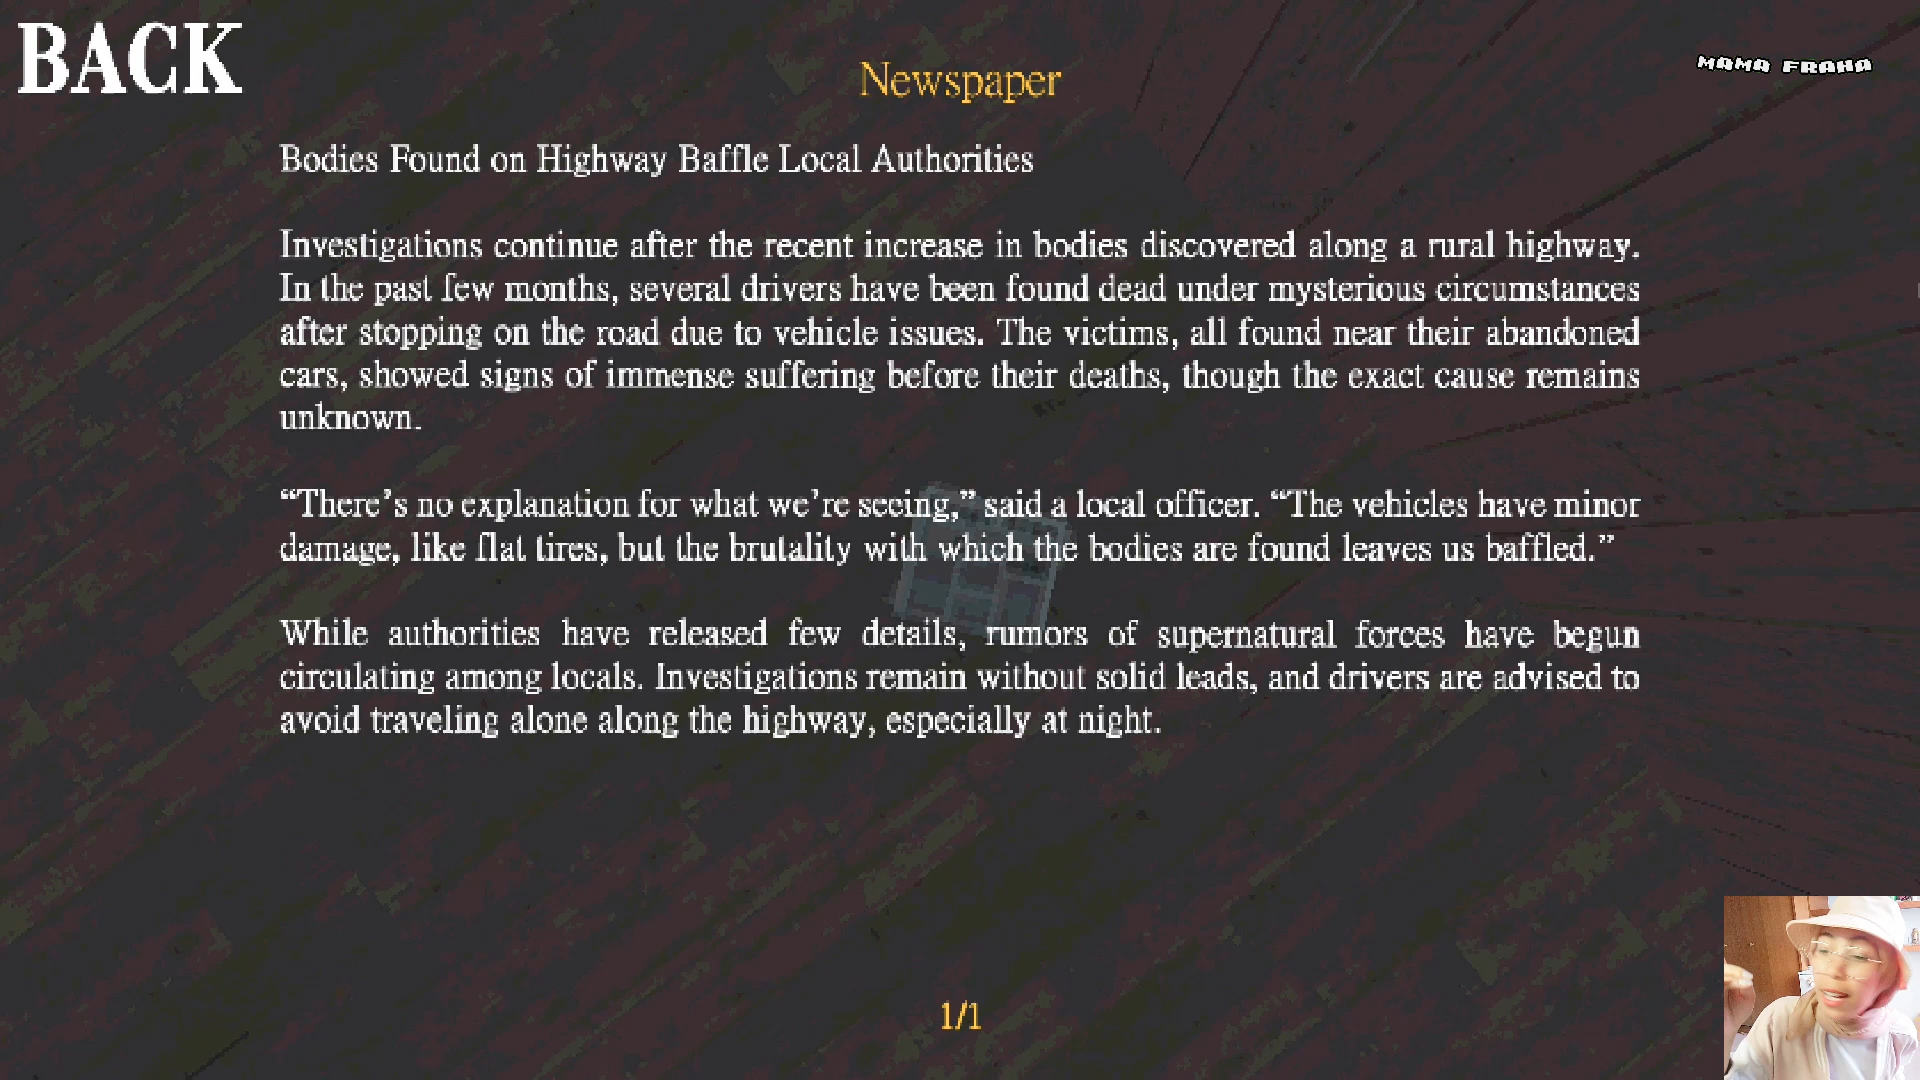 BACK
MAMA FRAHA
Newspaper
Bodies Found on Highway Baffle Local Authorities
Investigations continue after the recent increase in bodies discovered along a rural highway.
In the past few months, several drivers have been found dead under mysterious circumstances
after stopping on the road due to vehicle issues. The victims, all found near their abandoned
cars, showed signs of immense suffering before their deaths, though the exact cause remains
unknown.
“There’s no explanation for what we’re seeing,” said a local officer. “The vehicles have minor
damage, like flat tires, but the brutality with which the bodies are found leaves us baffled.”
While authorities have released few details, rumors of supernatural forces have begun
circulating among locals. Investigations remain without solid leads, and drivers are advised to
avoid traveling alone along the highway, especially at night.
1/1